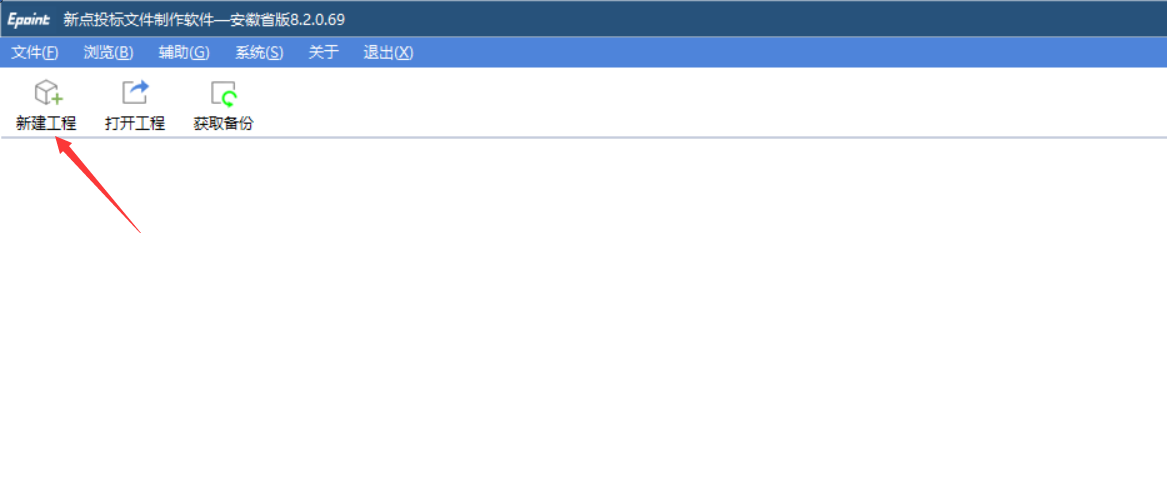 Epoint 新点投标文件制作软件—安徽省版8.2.0.69
文件(F) 浏览(B) 辅助(G) 系统(S) 关于 退出(X)
新建工程 打开工程 获取备份